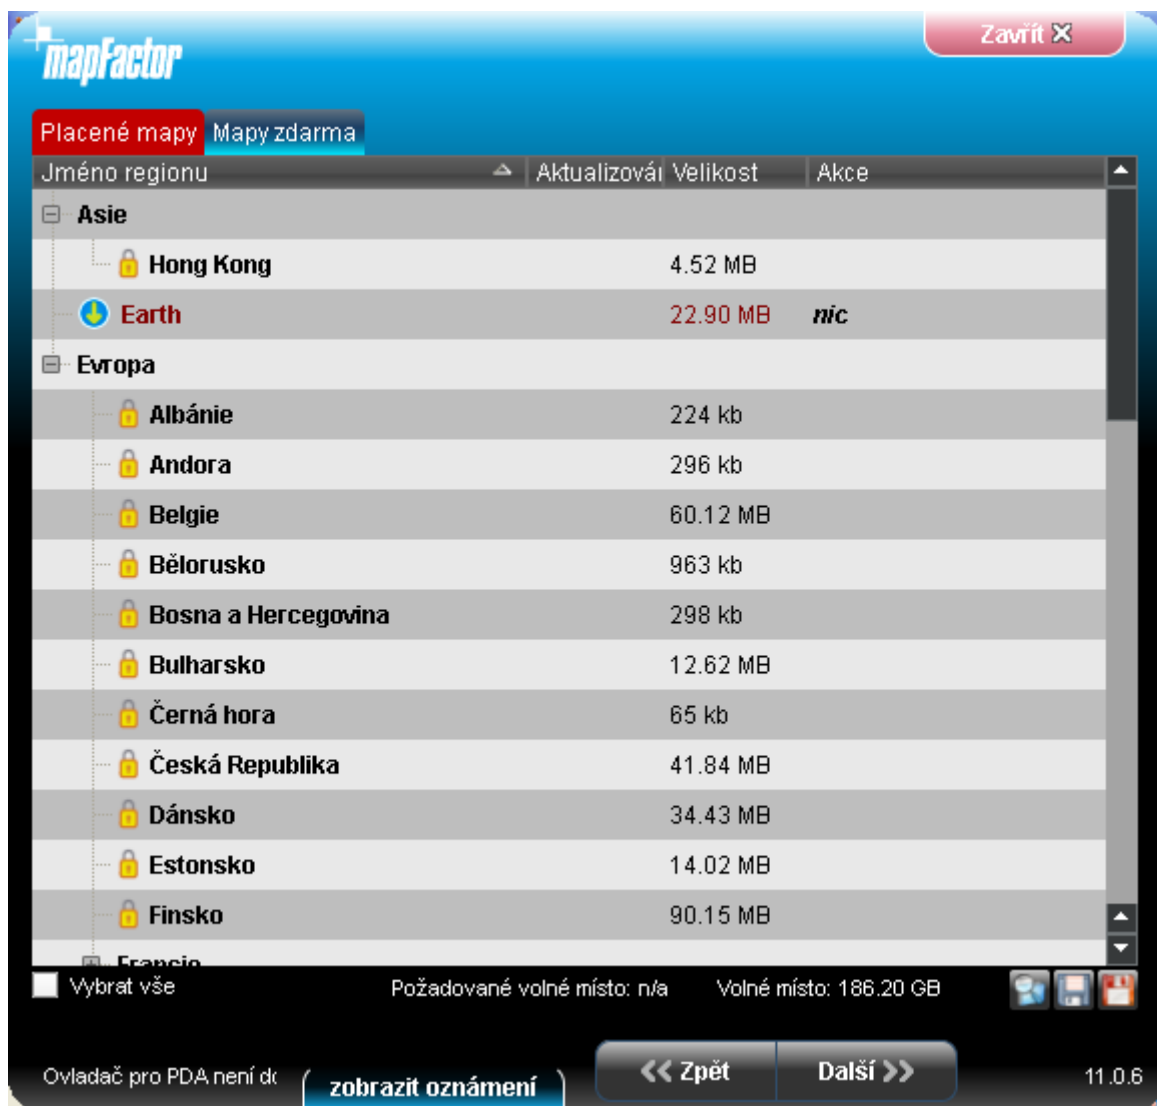 Zavřít
mapFactor
Placené mapy Mapy zdarma
Jméno regionu Aktualizován Velikost Akce
Asie
Hong Kong 4.52 MB
Earth 22.90 MB nic
Evropa
Albánie 224 kb
Andora 296 kb
Belgie 60.12 MB
Bělorusko 963 kb
Bosna a Hercegovina 298 kb
Bulharsko 12.62 MB
Černá hora 65 kb
Česká Republika 41.84 MB
Dánsko 34.43 MB
Estonsko 14.02 MB
Finsko 90.15 MB
Francie
Vybrat vše Požadované volné místo: n/a Volné místo: 186.20 GB
Ovladač pro PDA není do zobrazit oznámení << Zpět Další >> 11.0.6